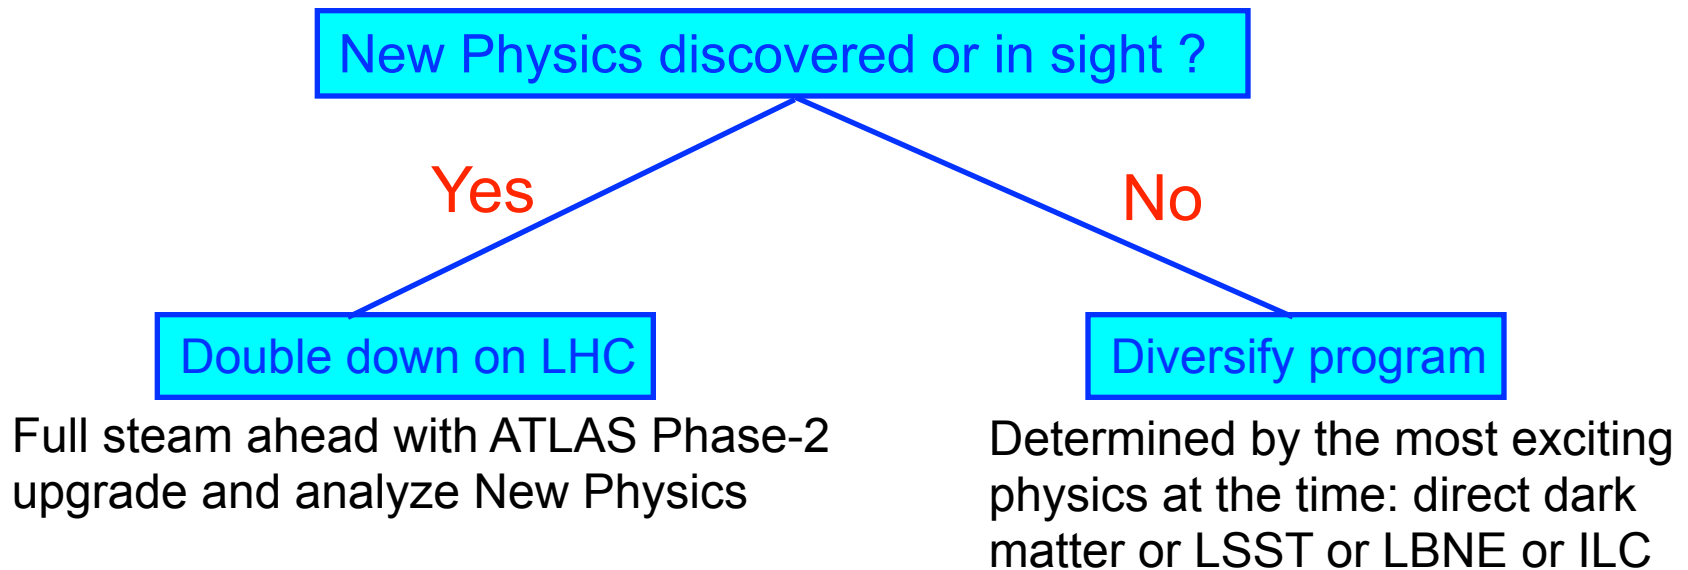 New Physics discovered or in sight ?
Yes
No
Double down on LHC
Full steam ahead with ATLAS Phase-2
upgrade and analyze New Physics
Diversify program
Determined by the most exciting
physics at the time: direct dark
matter or LSST or LBNE or ILC